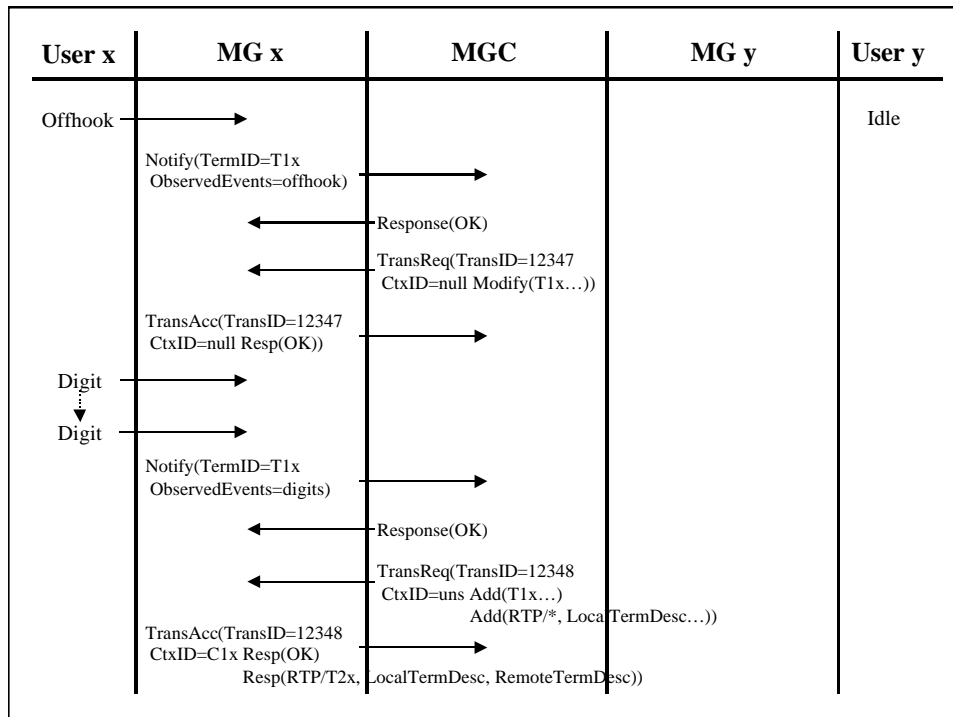 User x MG x MGC MG y User y
Offhook Idle
Notify(TermID=T1x
ObservedEvents=offhook)
Response(OK)
TransReq(TransID=12347
CtxID=null Modify(T1x…))
TransAcc(TransID=12347
CtxID=null Resp(OK))
Digit
Digit
Notify(TermID=T1x
ObservedEvents=digits)
Response(OK)
TransReq(TransID=12348
CtxID=uns Add(T1x…)
Add(RTP/*, LocalTermDesc…))
TransAcc(TransID=12348
CtxID=C1x Resp(OK)
Resp(RTP/T2x, LocalTermDesc, RemoteTermDesc))